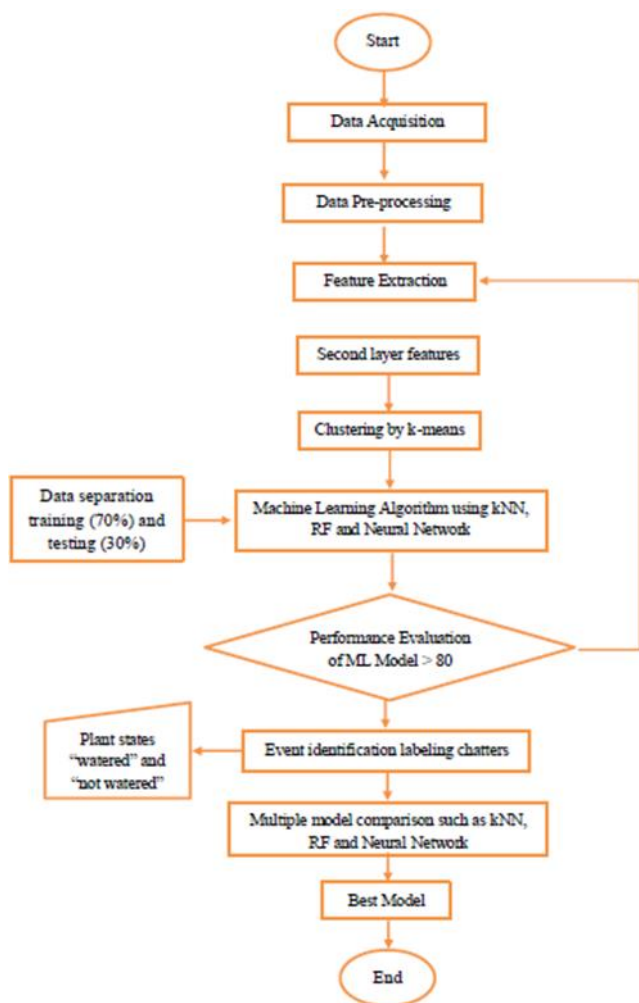 Start
Data Acquisition
Data Pre-processing
Feature Extraction
Second layer features
Clustering by k-means
Data separation
training (70%) and
testing (30%)
Machine Learning Algorithm using kNN,
RF and Neural Network
Performance Evaluation
of ML Model > 80
Plant states
“watered” and
“not watered”
Event identification labeling chatters
Multiple model comparison such as kNN,
RF and Neural Network
Best Model
End